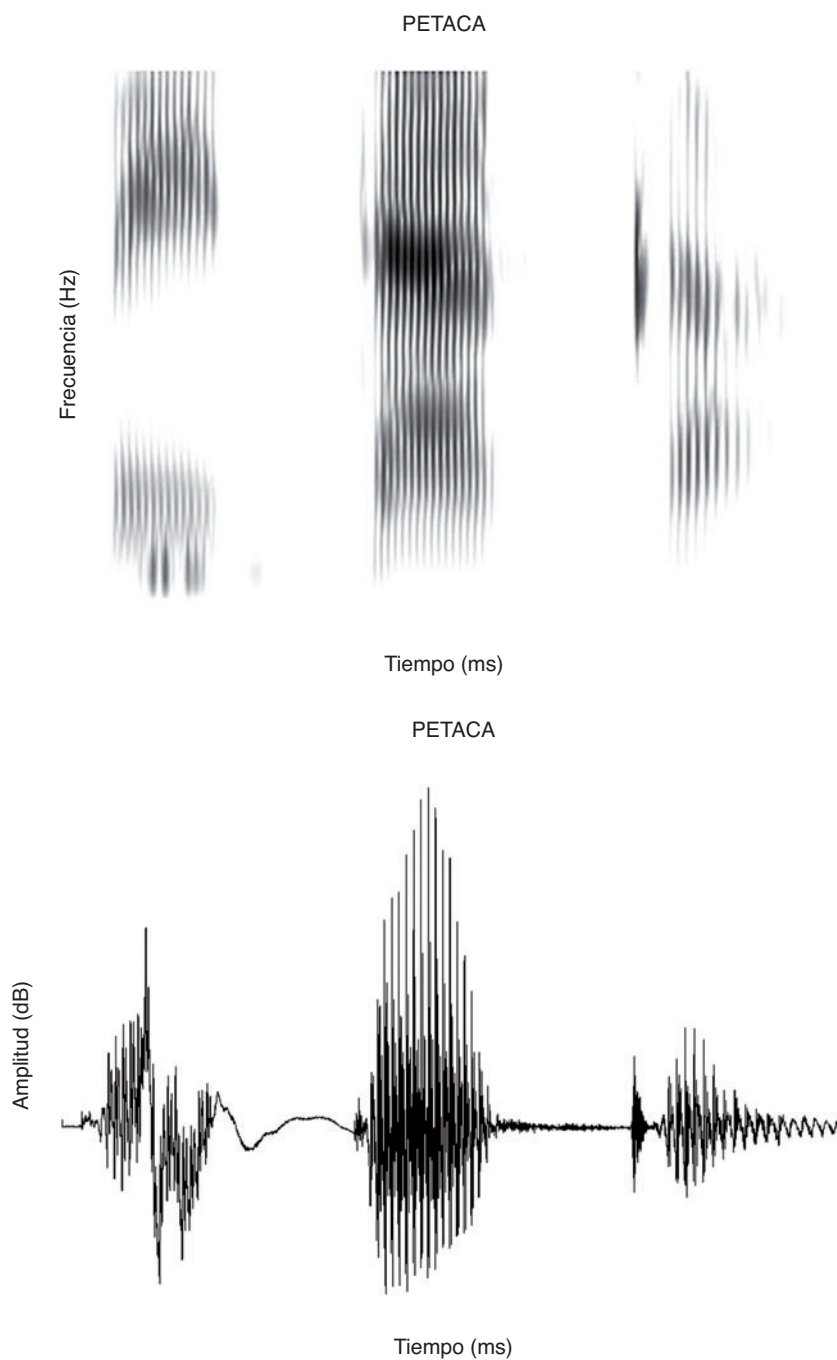 PETACA
Frecuencia (Hz)
Tiempo (ms)
PETACA
Amplitud (dB)
Tiempo (ms)